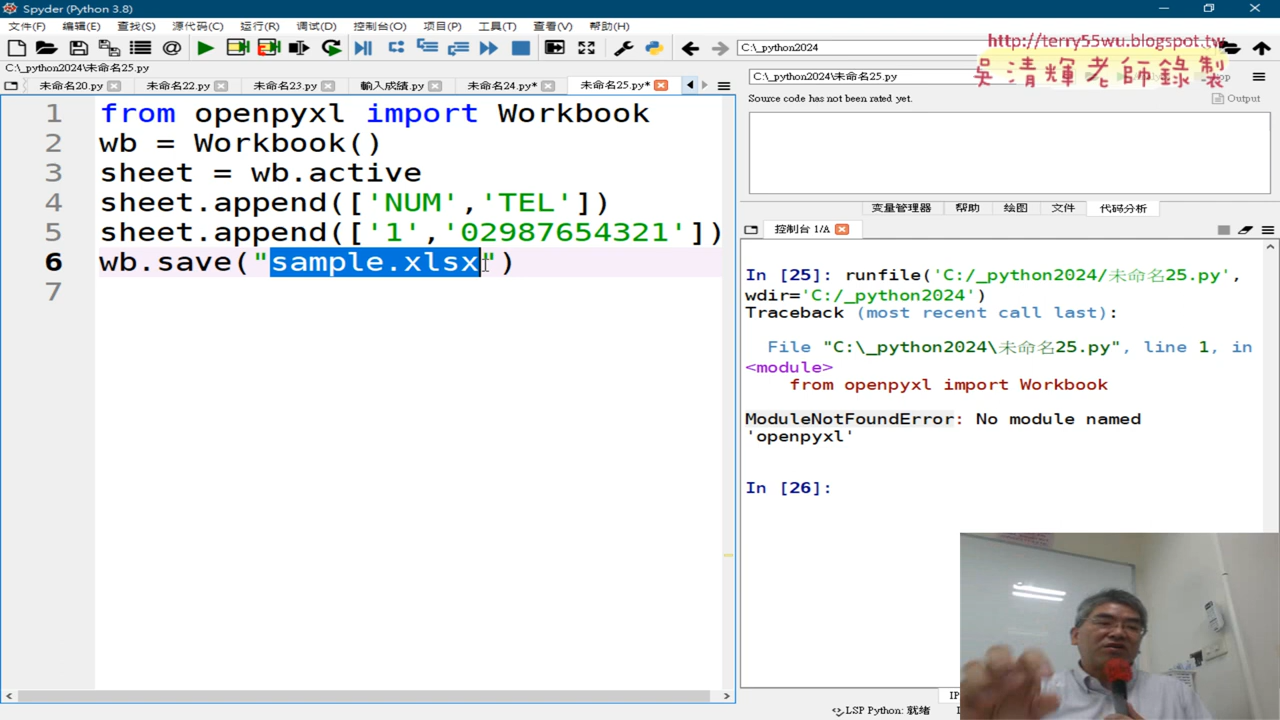 Spyder (Python 3.8)
文件(F) 编辑(E) 查找(S) 源代码(C) 运行(R) 调试(D) 控制台(O) 项目(P) 工具(T) 查看(V) 帮助(H)
C:\_python2024
http://terry55wu.blogspot.tw
吳清輝老師錄製
C:\_python2024\未命名25.py
未命名20.py 未命名22.py 未命名23.py 輸入成績.py 未命名24.py* 未命名25.py*
1 from openpyxl import Workbook
2 wb = Workbook()
3 sheet = wb.active
4 sheet.append(['NUM','TEL'])
5 sheet.append(['1','02987654321'])
6 wb.save("sample.xlsx")
7
C:\_python2024\未命名25.py
Source code has not been rated yet.
Output
变量管理器 帮助 绘图 文件 代码分析
控制台 1/A
In [25]: runfile('C:/_python2024/未命名25.py',
wdir='C:/_python2024')
Traceback (most recent call last):
File "C:\_python2024\未命名25.py", line 1, in
<module>
from openpyxl import Workbook
ModuleNotFoundError: No module named
'openpyxl'
In [26]:
LSP Python: 就绪